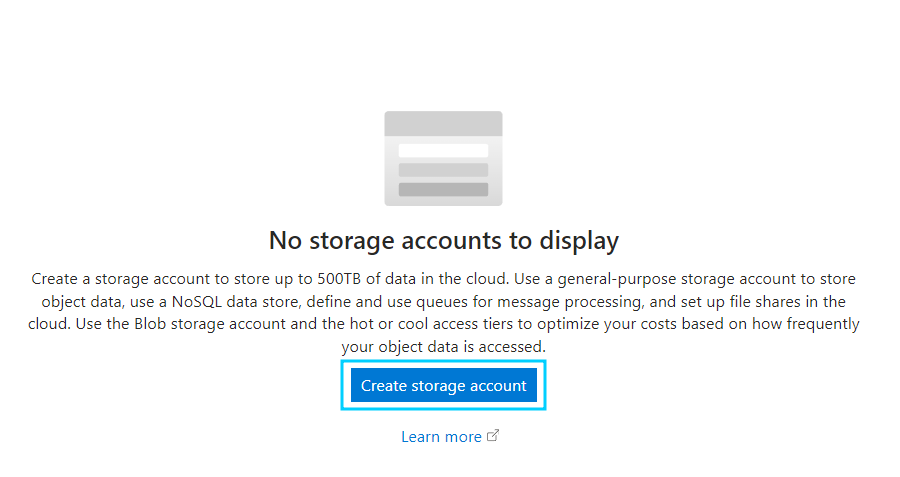 No storage accounts to display
Create a storage account to store up to 500TB of data in the cloud. Use a general-purpose storage account to store
object data, use a NoSQL data store, define and use queues for message processing, and set up file shares in the
cloud. Use the Blob storage account and the hot or cool access tiers to optimize your costs based on how frequently
your object data is accessed.
Create storage account
Learn more